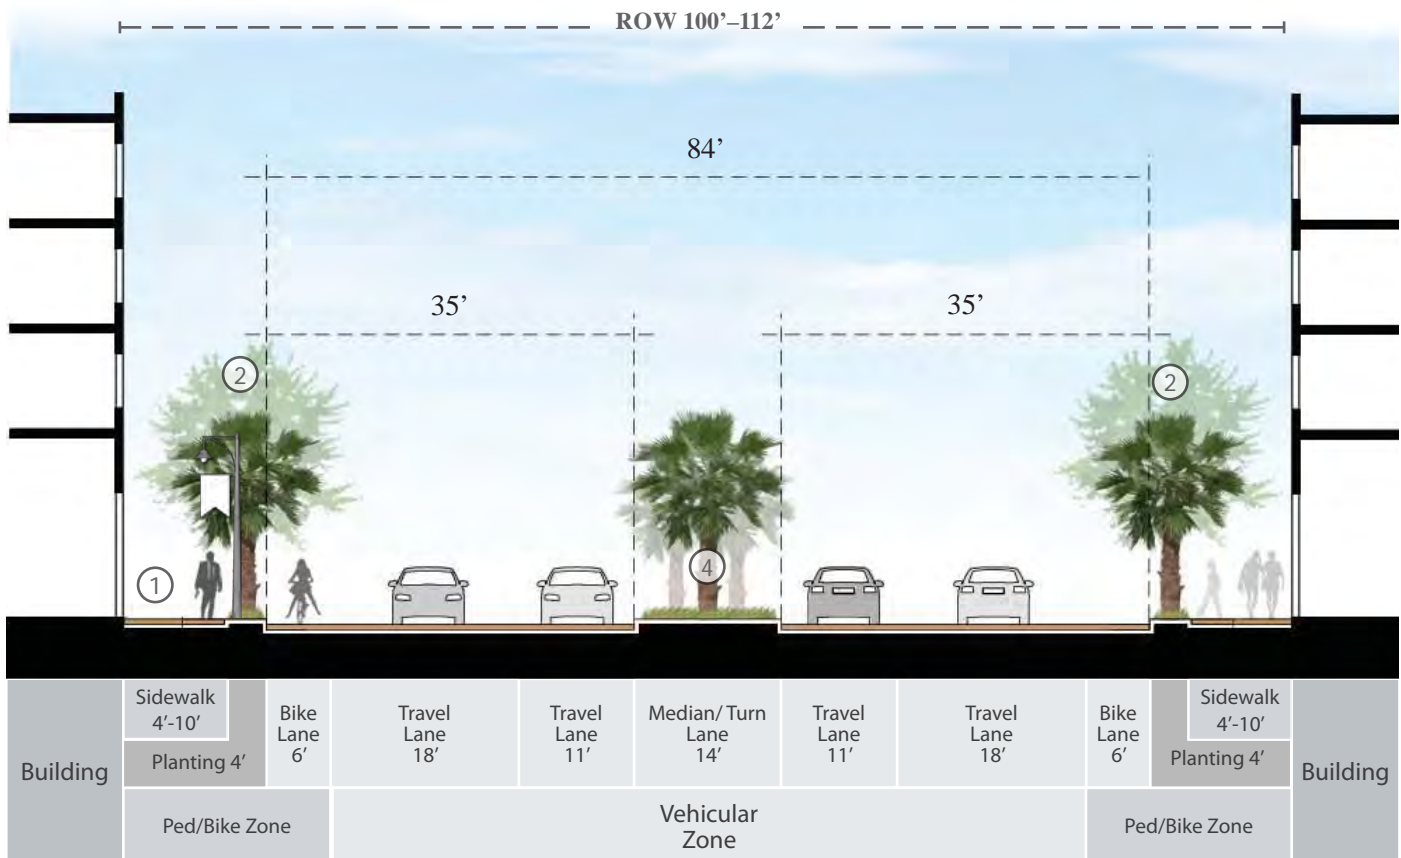 ROW 100’–112’
84’
35’
35’
2
2
1
4
Building
Sidewalk
4’-10’
Planting 4’
Bike
Lane
6’
Travel
Lane
18’
Travel
Lane
11’
Median/ Turn
Lane
14’
Travel
Lane
11’
Travel
Lane
18’
Bike
Lane
6’
Sidewalk
4’-10’
Planting 4’
Building
Ped/Bike Zone
Vehicular
Zone
Ped/Bike Zone